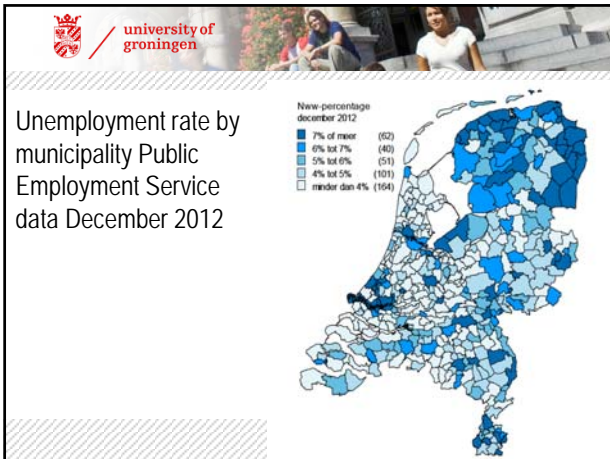 university of
groningen
Unemployment rate by
municipality Public
Employment Service
data December 2012
Nww-percentage
december 2012
7% of meer (62)
6% tot 7% (40)
5% tot 6% (51)
4% tot 5% (101)
minder dan 4% (164)